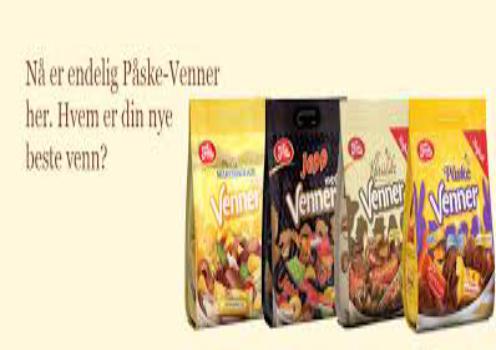 Nå er endelig Påske-Venner
her. Hvem er din nye
beste venn?
Venner
Japp
Venner
Venner
Påske
Venner